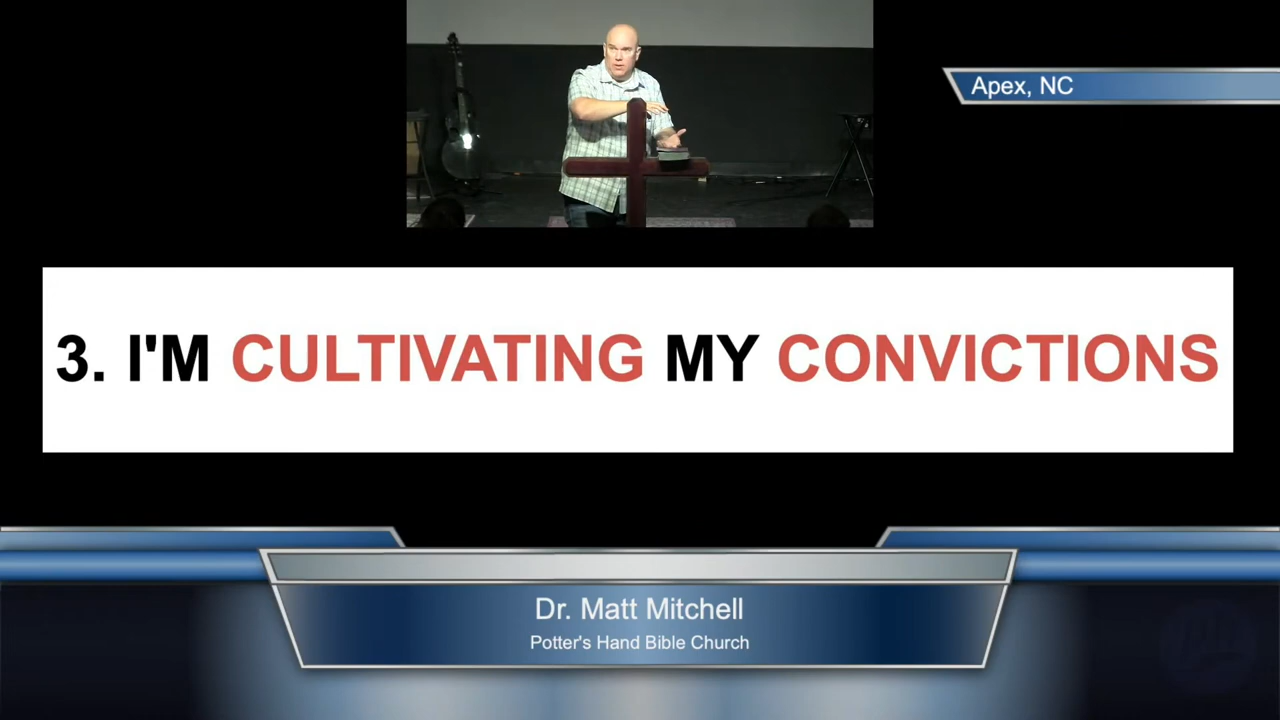 Apex, NC
3. I'M CULTIVATING MY CONVICTIONS
Dr. Matt Mitchell
Potter's Hand Bible Church